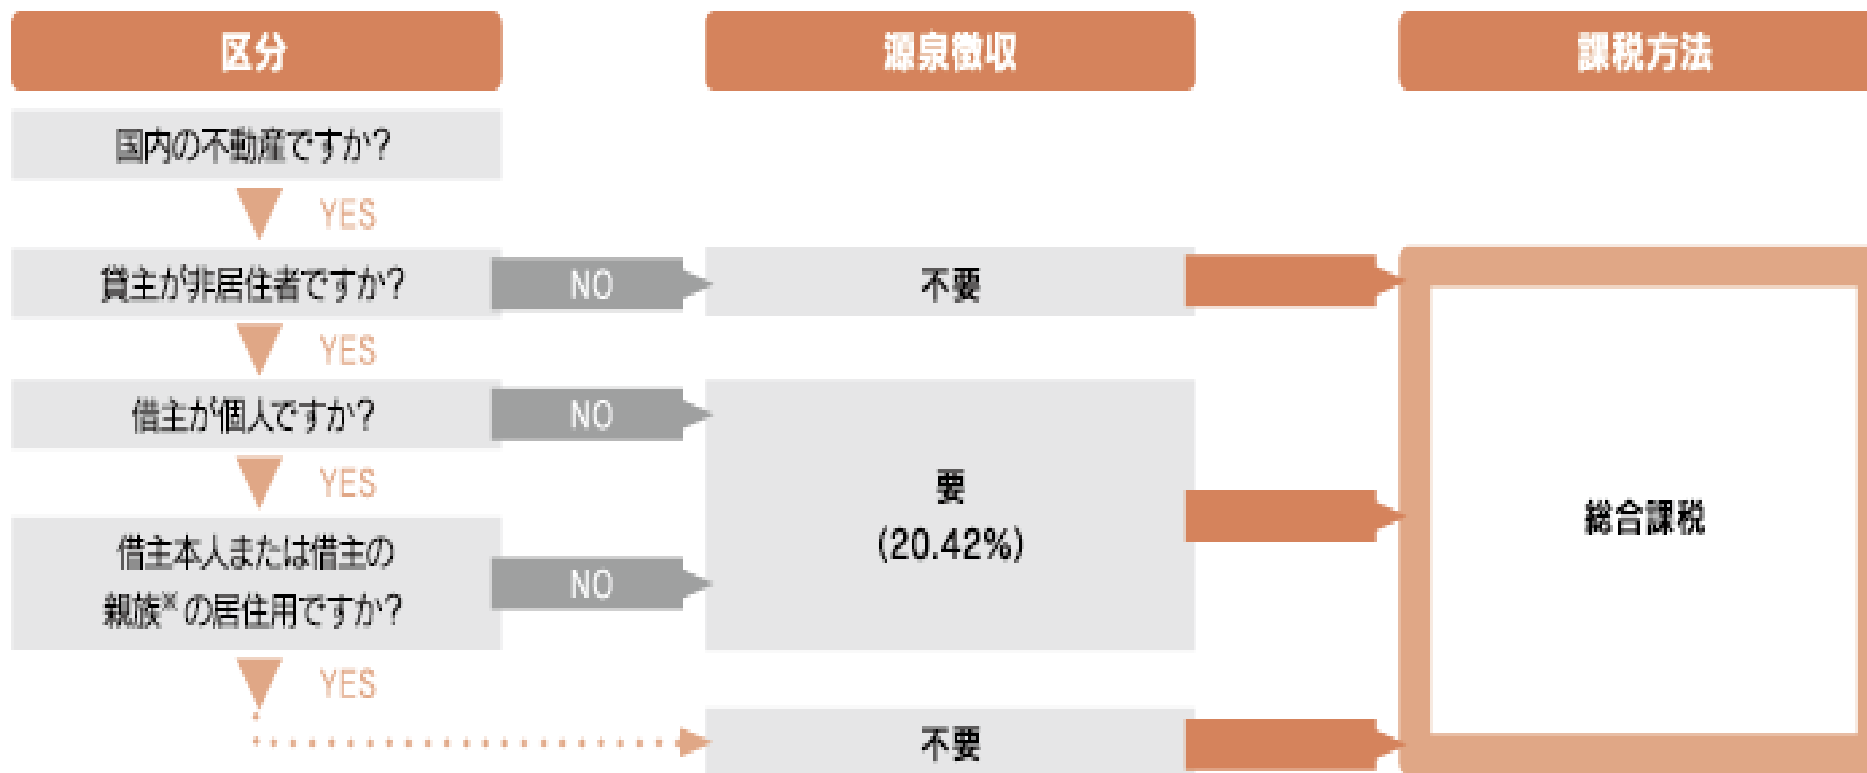 区分
源泉徴収
課税方法
国内の不動産ですか?
YES
貸主が非居住者ですか?
NO
不要
YES
借主が個人ですか?
NO
YES
要
(20.42%)
総合課税
借主本人または借主の
親族※の居住用ですか?
NO
YES
不要